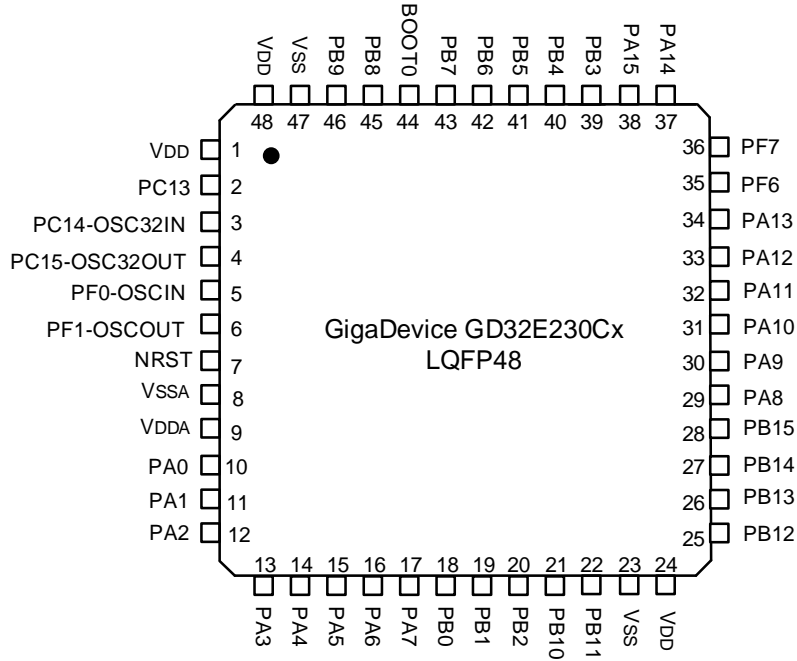 VDD
VSS
PB9
PB8
BOOT0
PB7
PB6
PB5
PB4
PB3
PA15
PA14
48 47 46 45 44 43 42 41 40 39 38 37
VDD 1
PC13 2
PC14-OSC32IN 3
PC15-OSC32OUT 4
PF0-OSCIN 5
PF1-OSCOUT 6
NRST 7
VSSA 8
VDDA 9
PA0 10
PA1 11
PA2 12
GigaDevice GD32E230Cx
LQFP48
36 PF7
35 PF6
34 PA13
33 PA12
32 PA11
31 PA10
30 PA9
29 PA8
28 PB15
27 PB14
26 PB13
25 PB12
13 14 15 16 17 18 19 20 21 22 23 24
PA3
PA4
PA5
PA6
PA7
PB0
PB1
PB2
PB10
PB11
VSS
VDD